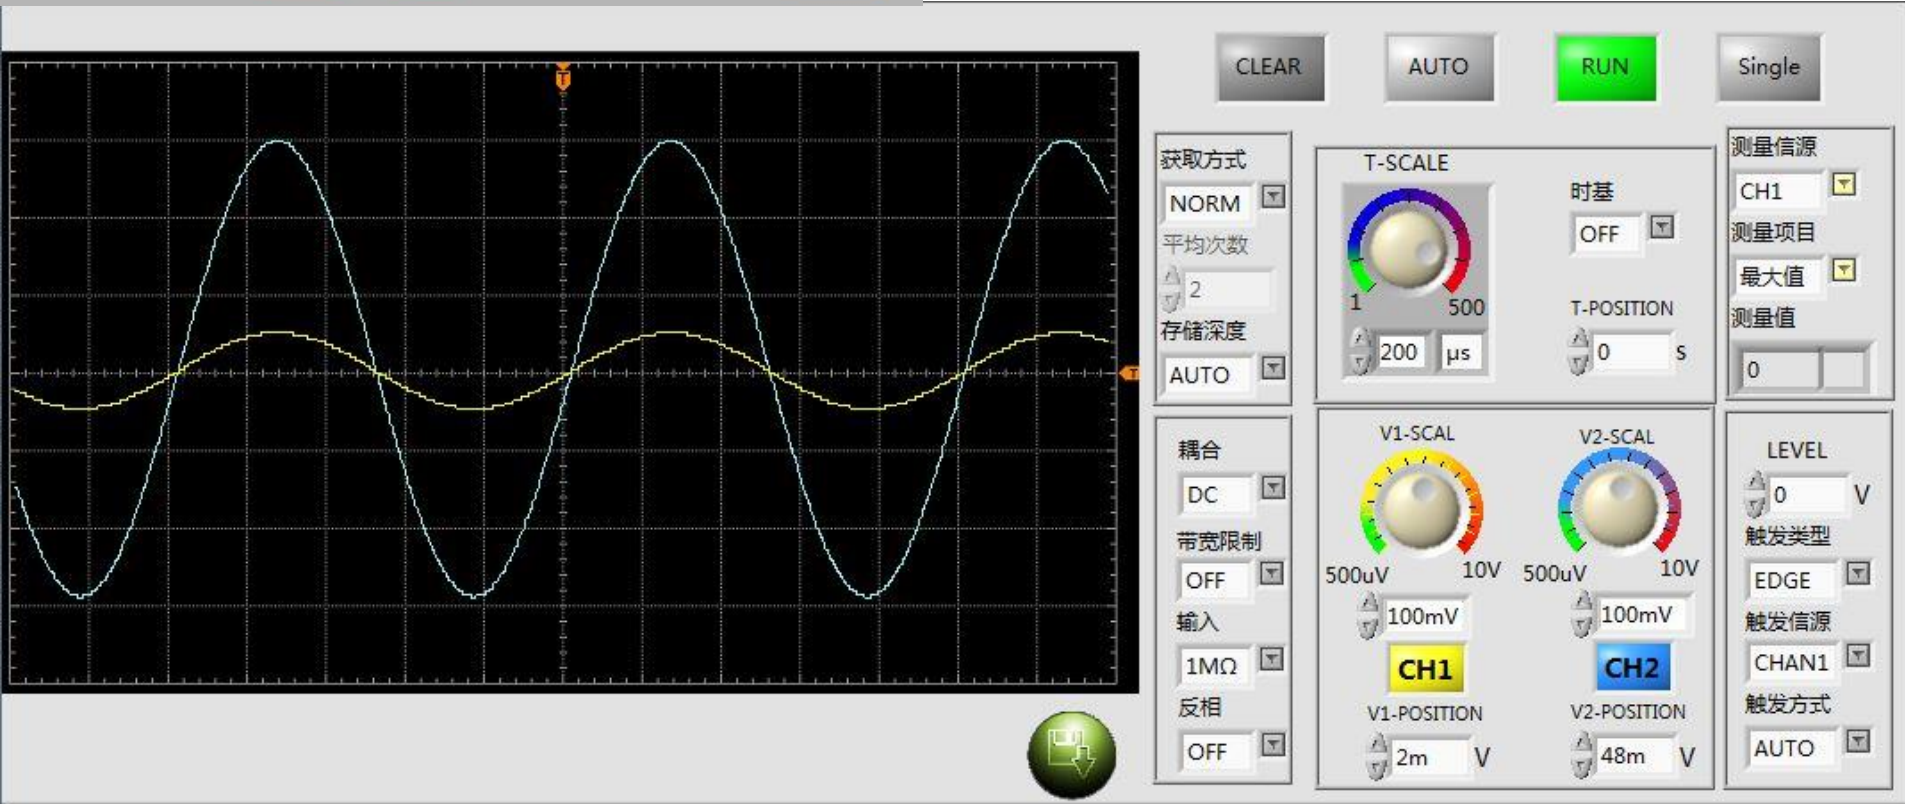 CLEAR
AUTO
RUN
Single
T
T
获取方式
NORM
平均次数
2
存储深度
AUTO
T-SCALE
1
500
200
µs
时基
OFF
T-POSITION
0
s
测量信源
CH1
测量项目
最大值
测量值
0
耦合
DC
带宽限制
OFF
输入
1MΩ
反相
OFF
V1-SCAL
500uV
10V
100mV
CH1
V1-POSITION
2m
V
V2-SCAL
500uV
10V
100mV
CH2
V2-POSITION
48m
V
LEVEL
0
V
触发类型
EDGE
触发信源
CHAN1
触发方式
AUTO